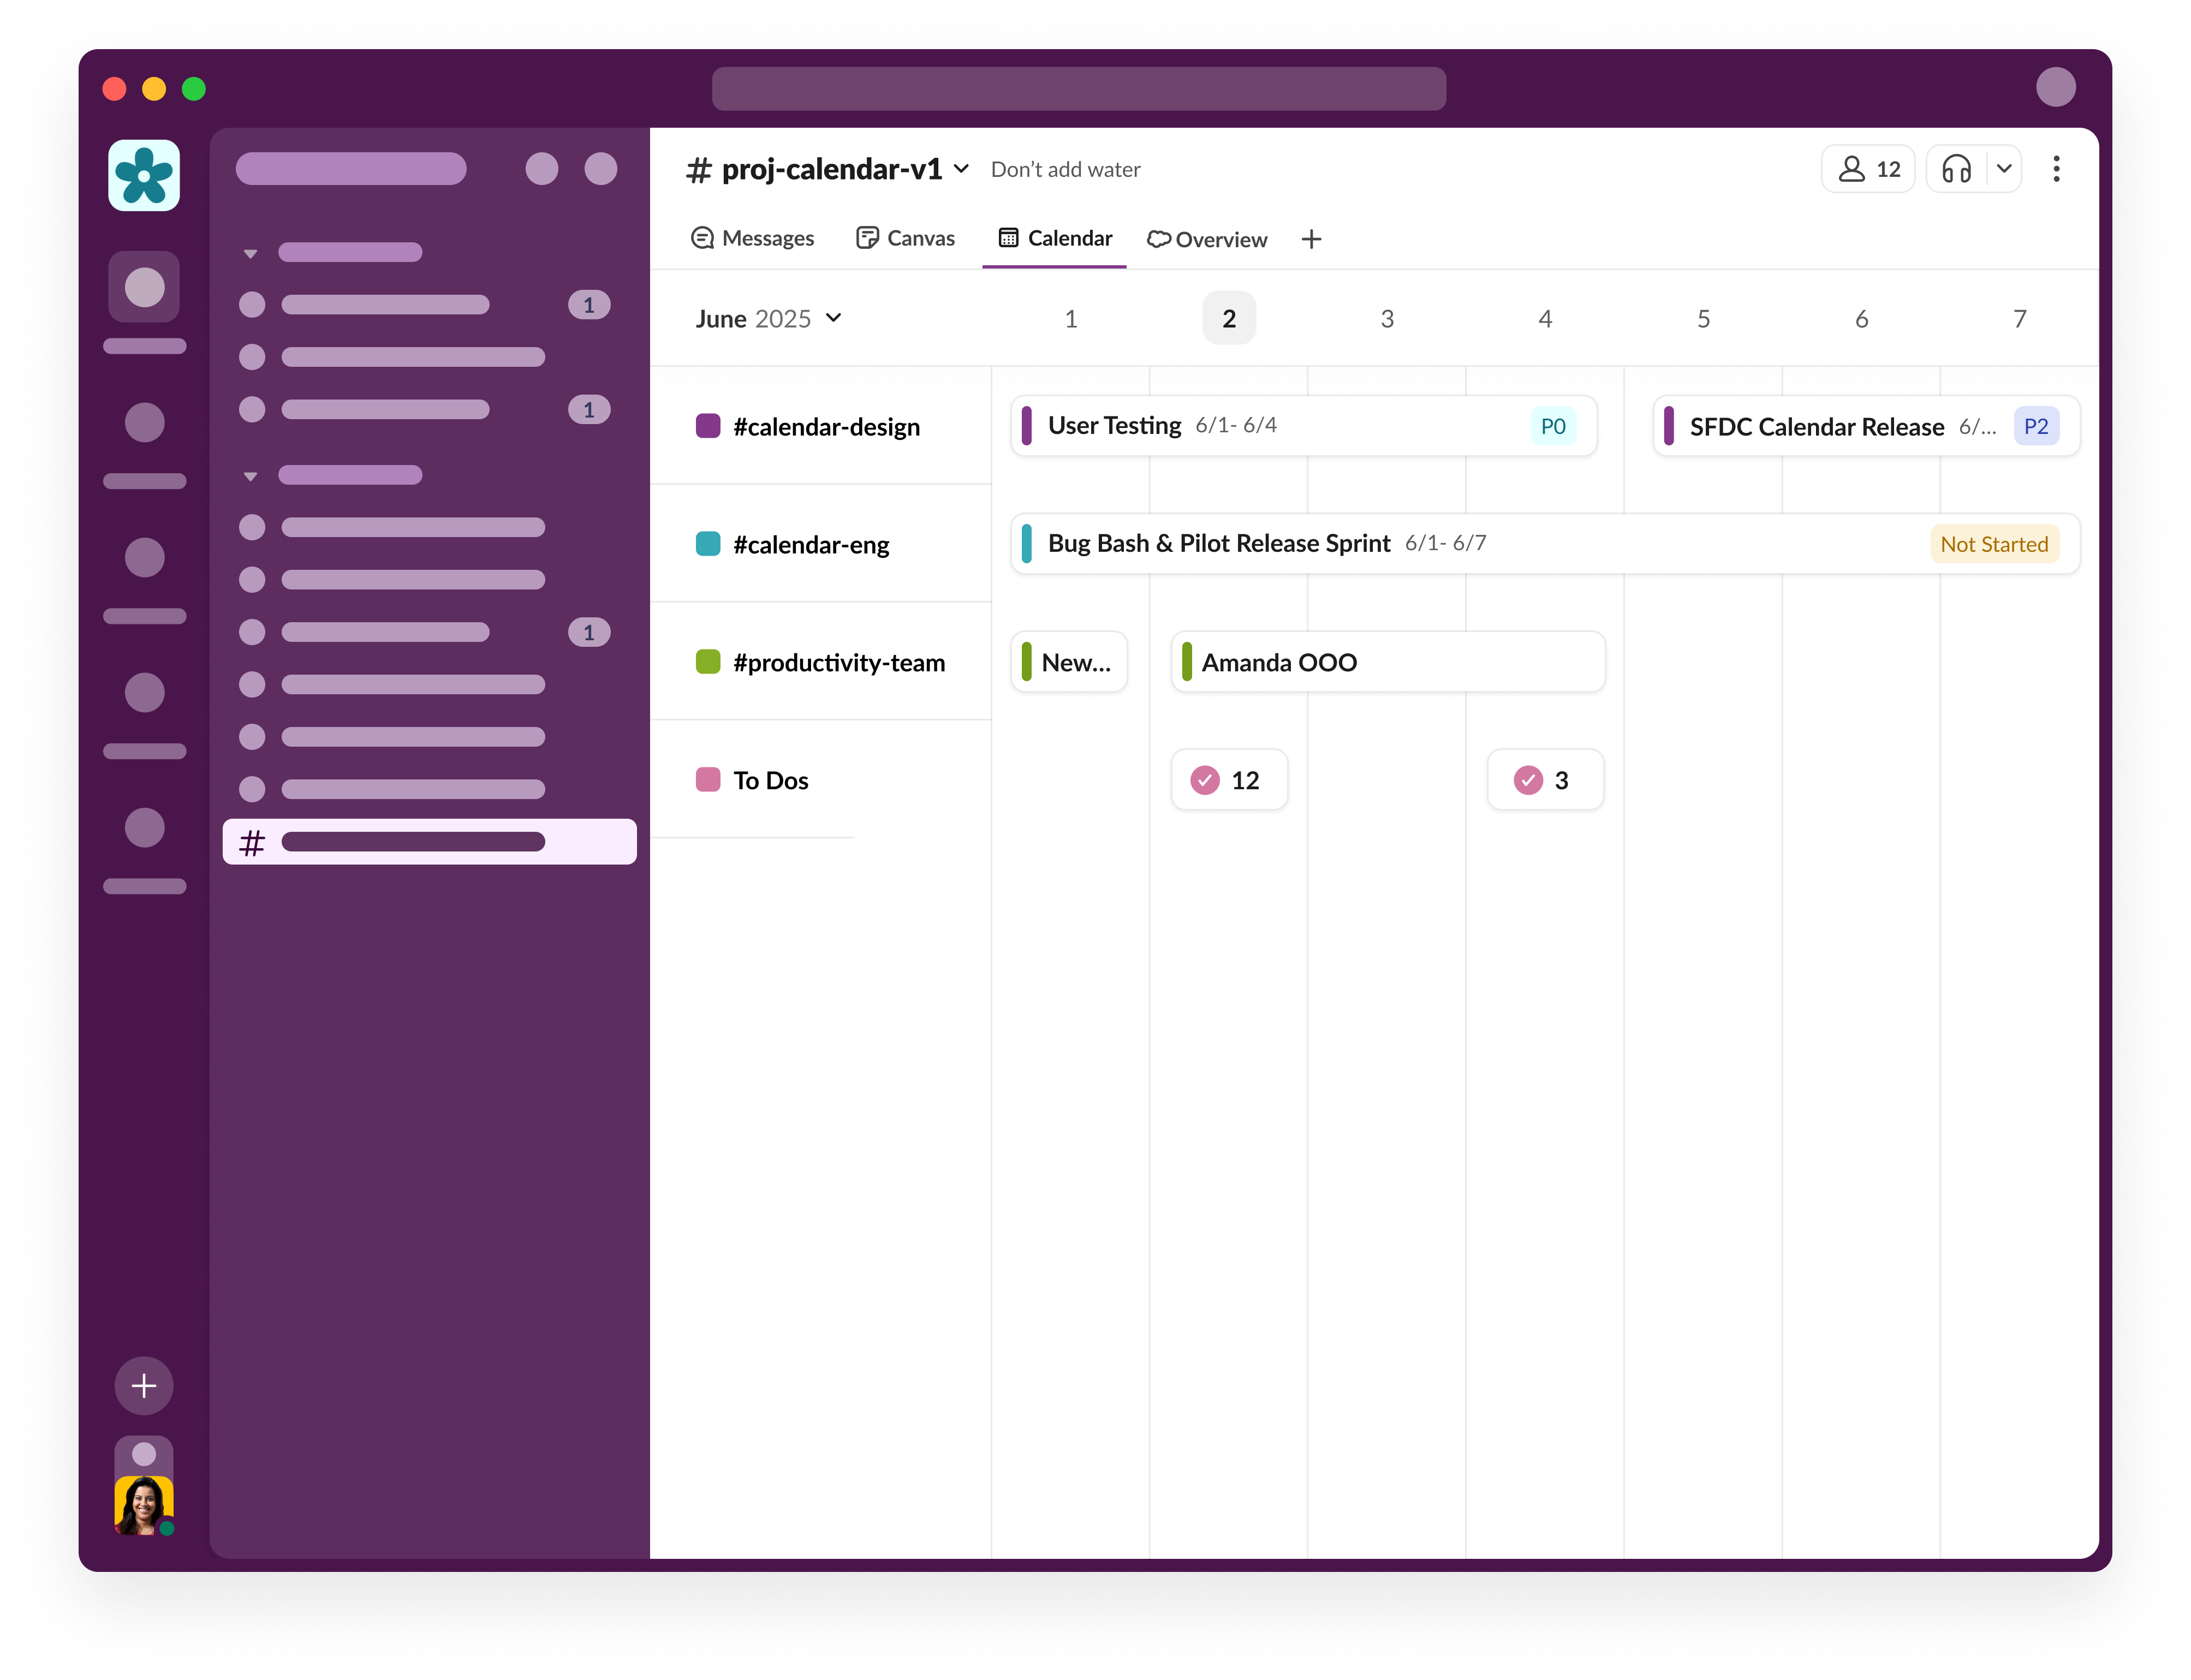 # proj-calendar-v1 Don’t add water 12
Messages Canvas Calendar Overview +
June 2025 1 2 3 4 5 6 7
1
1
1
#
#calendar-design User Testing 6/1- 6/4 P0 SFDC Calendar Release 6/... P2
#calendar-eng Bug Bash & Pilot Release Sprint 6/1- 6/7 Not Started
#productivity-team New... Amanda OOO
To Dos 12 3